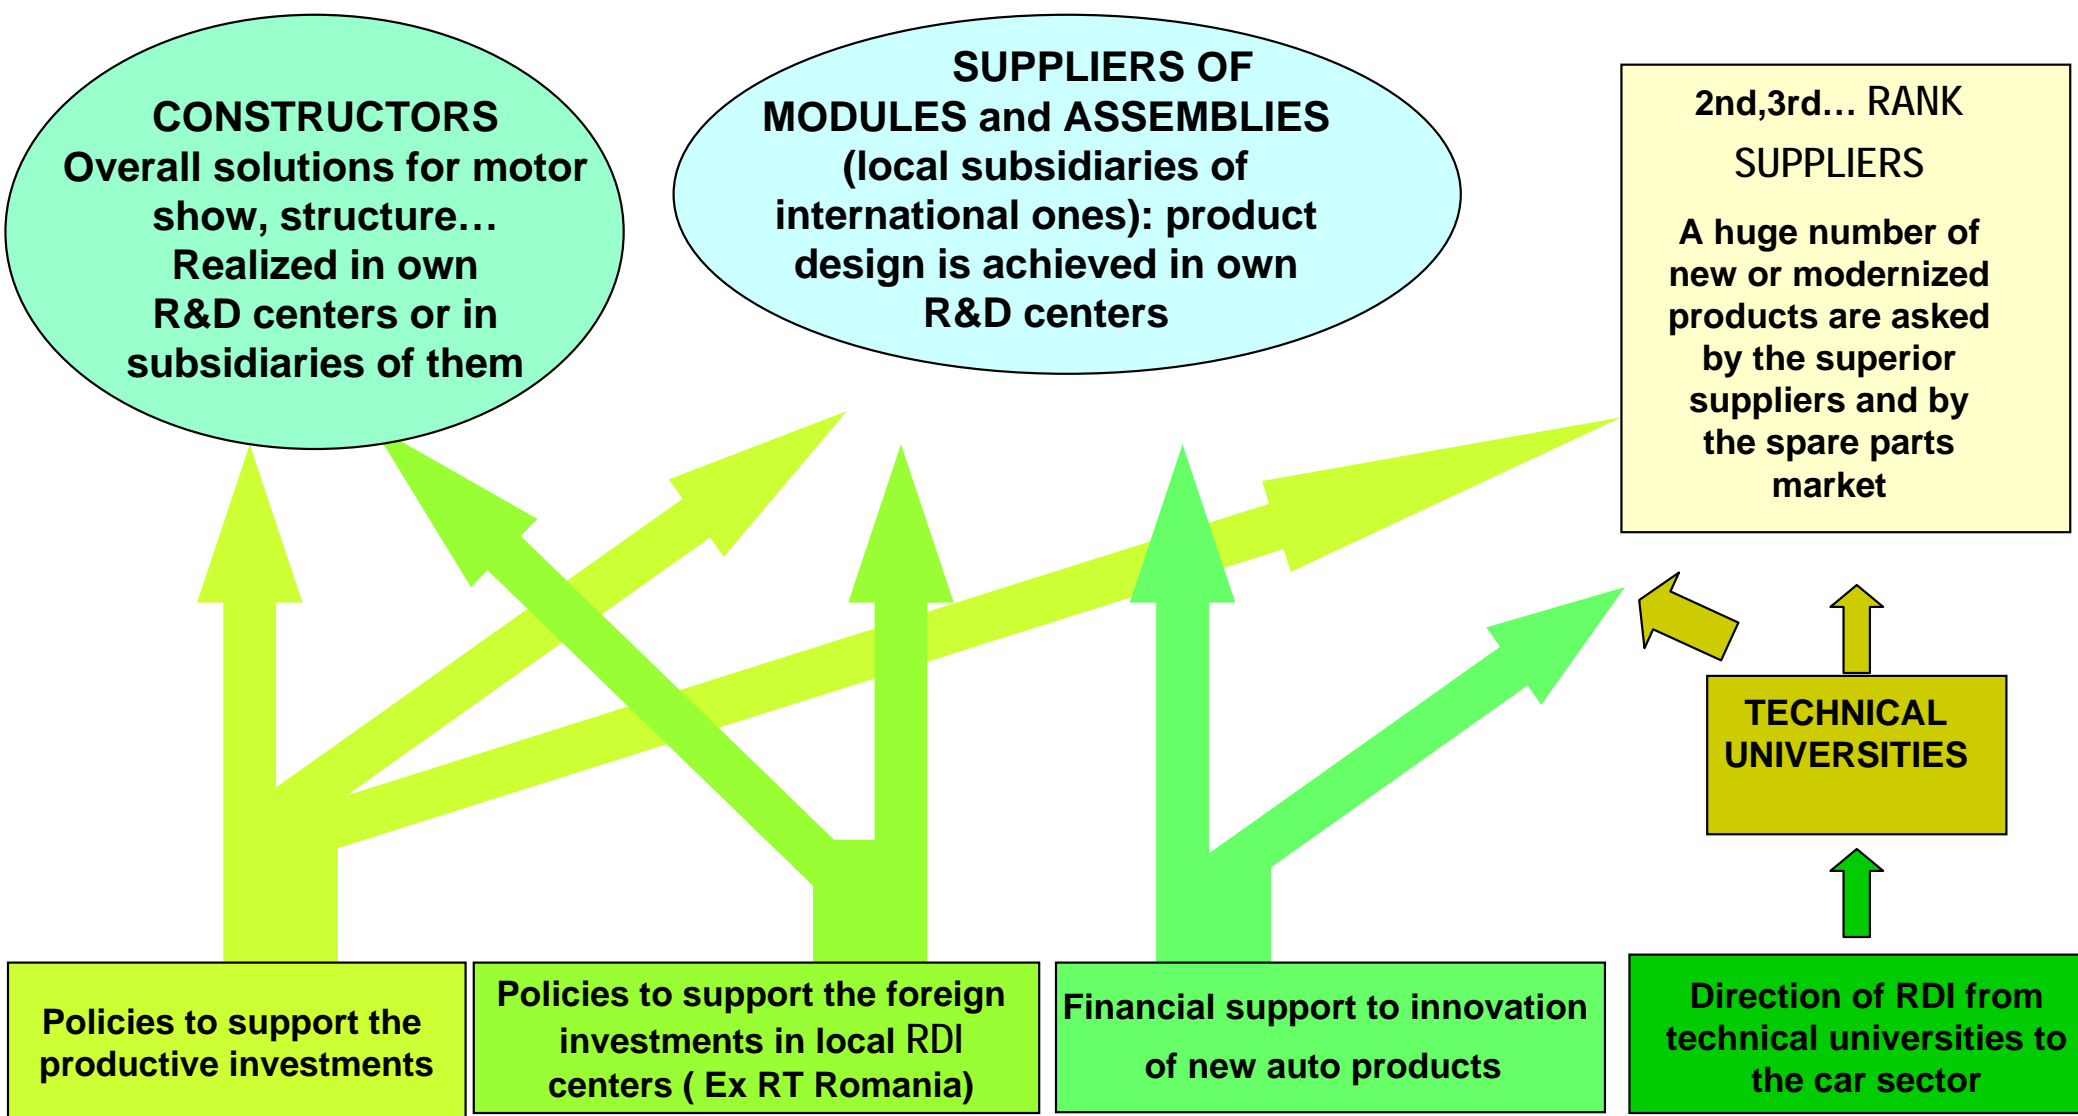 CONSTRUCTORS
Overall solutions for motor
show, structure…
Realized in own
R&D centers or in
subsidiaries of them
SUPPLIERS OF
MODULES and ASSEMBLIES
(local subsidiaries of
international ones): product
design is achieved in own
R&D centers
2nd,3rd… RANK
SUPPLIERS
A huge number of
new or modernized
products are asked
by the superior
suppliers and by
the spare parts
market
TECHNICAL
UNIVERSITIES
Policies to support the
productive investments
Policies to support the foreign
investments in local RDI
centers ( Ex RT Romania)
Financial support to innovation
of new auto products
Direction of RDI from
technical universities to
the car sector